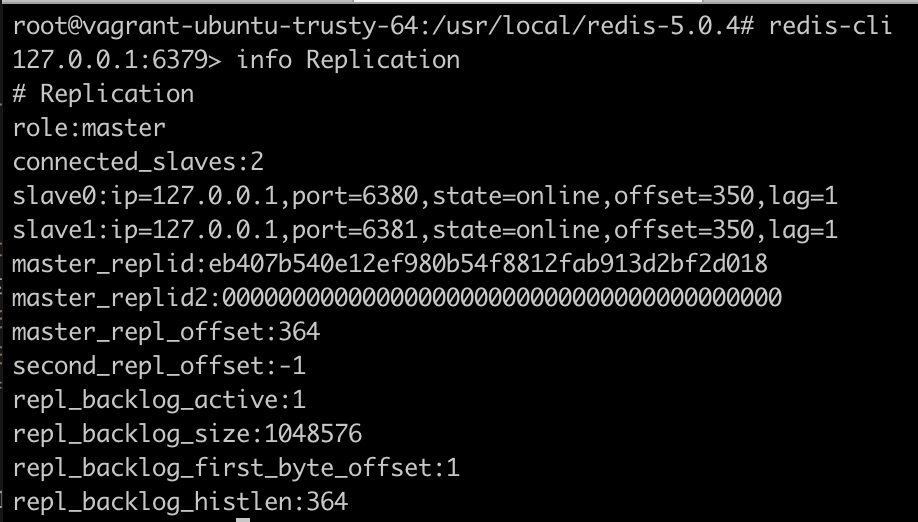 root@vagrant-ubuntu-trusty-64:/usr/local/redis-5.0.4# redis-cli
127.0.0.1:6379> info Replication
# Replication
role:master
connected_slaves:2
slave0:ip=127.0.0.1,port=6380,state=online,offset=350,lag=1
slave1:ip=127.0.0.1,port=6381,state=online,offset=350,lag=1
master_replid:eb407b540e12ef980b54f8812fab913d2bf2d018
master_replid2:0000000000000000000000000000000000000000
master_repl_offset:364
second_repl_offset:-1
repl_backlog_active:1
repl_backlog_size:1048576
repl_backlog_first_byte_offset:1
repl_backlog_histlen:364